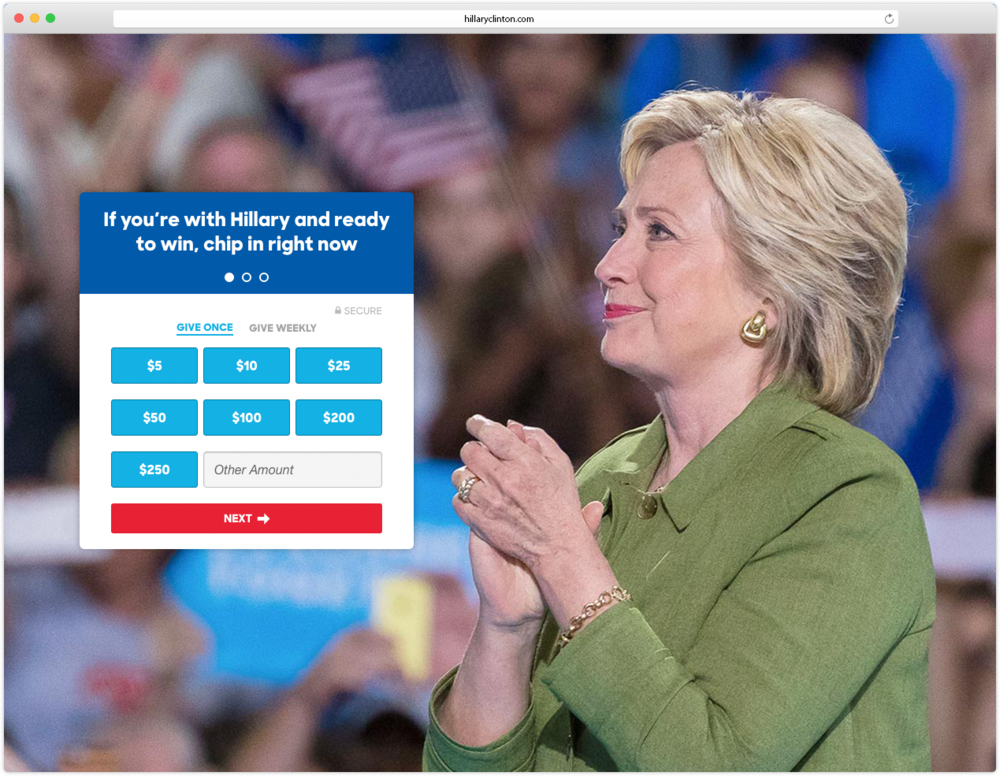 hillaryclinton.com
If you're with Hillary and ready
to win, chip in right now
SECURE
GIVE ONCE GIVE WEEKLY
$5 $10 $25
$50 $100 $200
$250 Other Amount
NEXT